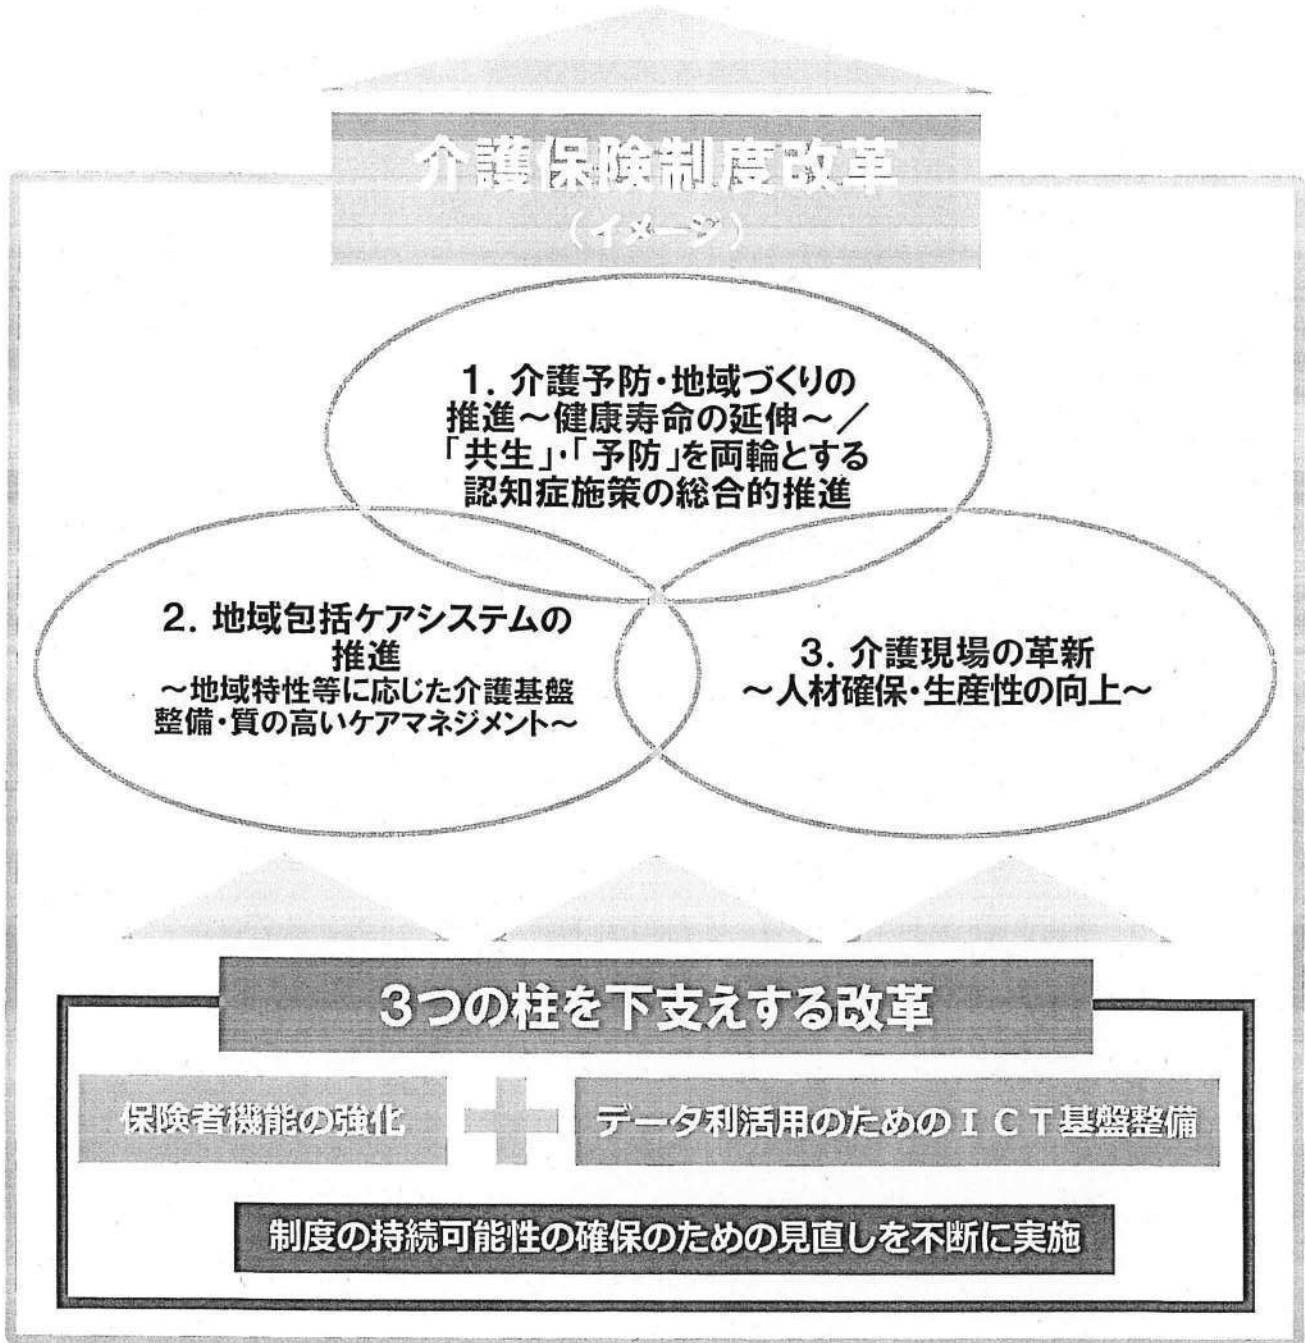 介護保険制度改革
(イメージ)
1. 介護予防・地域づくりの
推進～健康寿命の延伸～／
「共生」・「予防」を両輪とする
認知症施策の総合的推進
2. 地域包括ケアシステムの
推進
～地域特性等に応じた介護基盤
整備・質の高いケアマネジメント～
3. 介護現場の革新
～人材確保・生産性の向上～
3つの柱を下支えする改革
保険者機能の強化
データ利活用のためのＩＣＴ基盤整備
制度の持続可能性の確保のための見直しを不断に実施